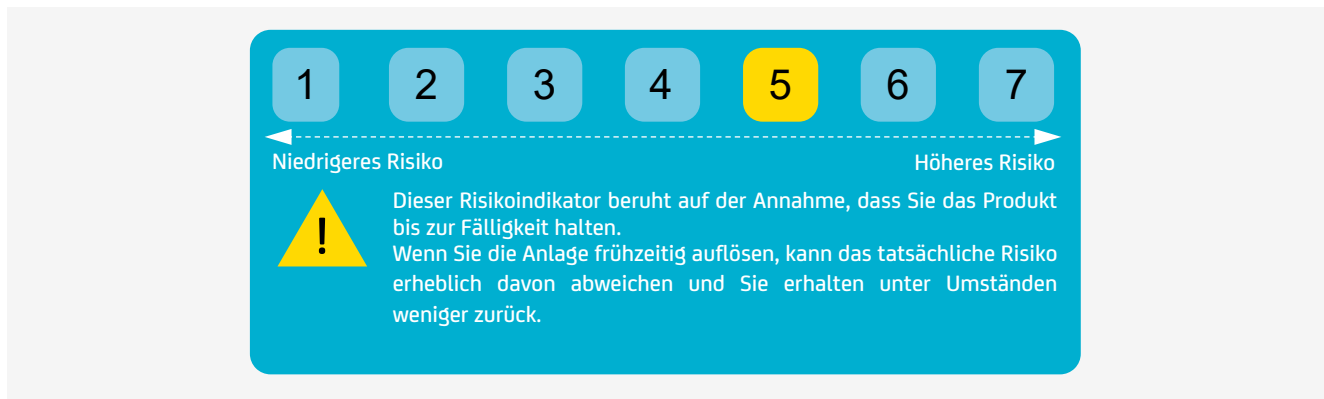 1 2 3 4 5 6 7
Niedrigeres Risiko Höheres Risiko
Dieser Risikoindikator beruht auf der Annahme, dass Sie das Produkt
bis zur Fälligkeit halten.
!
Wenn Sie die Anlage frühzeitig auflösen, kann das tatsächliche Risiko
erheblich davon abweichen und Sie erhalten unter Umständen
weniger zurück.